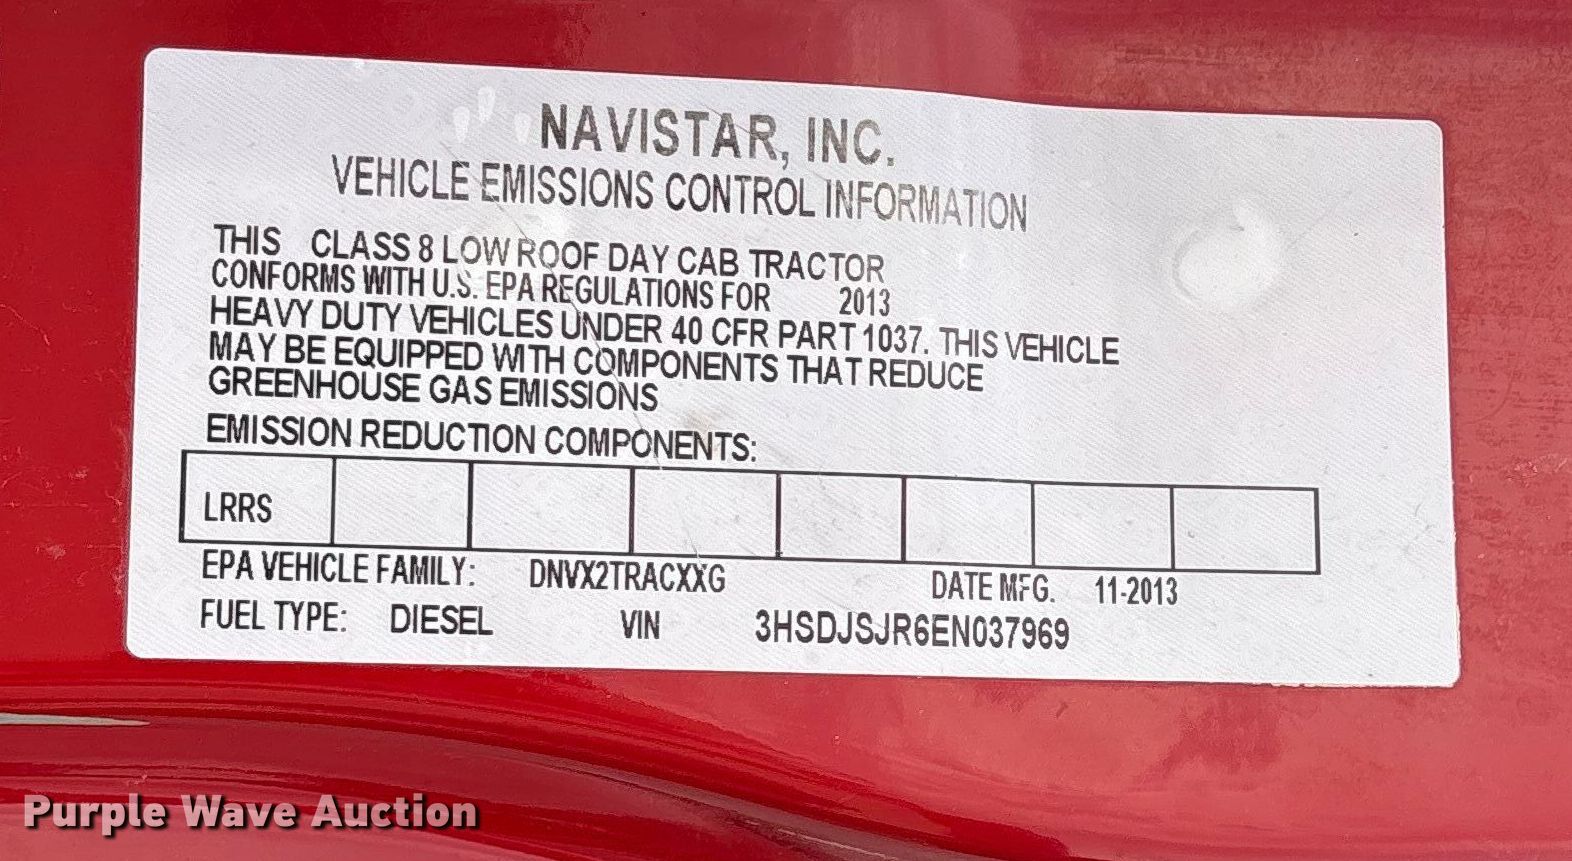 NAVISTAR, INC.
VEHICLE EMISSIONS CONTROL INFORMATION
THIS CLASS 8 LOW ROOF DAY CAB TRACTOR
CONFORMS WITH U.S. EPA REGULATIONS FOR 2013
HEAVY DUTY VEHICLES UNDER 40 CFR PART 1037. THIS VEHICLE
MAY BE EQUIPPED WITH COMPONENTS THAT REDUCE
GREENHOUSE GAS EMISSIONS
EMISSION REDUCTION COMPONENTS:
LRRS
EPA VEHICLE FAMILY: DNVX2TRACXXG DATE MFG. 11-2013
FUEL TYPE: DIESEL VIN 3HSDJSJR6EN037969
Purple Wave Auction